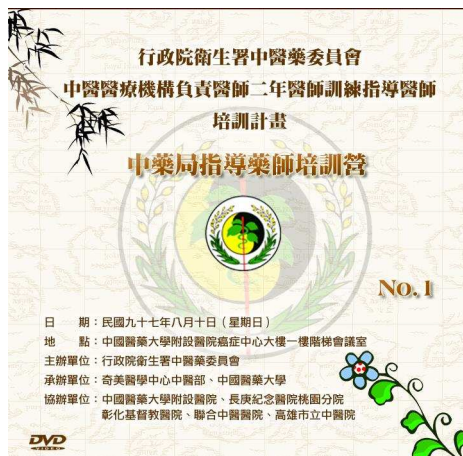 行政院衛生署中醫藥委員會
中醫醫療機構負責醫師二年醫師訓練指導醫師
培訓計畫
中藥局指導藥師培訓營
No.1
日　　期：民國九十七年八月十日（星期日）
地　　點：中國醫藥大學附設醫院癌症中心大樓一樓階梯會議室
主辦單位：行政院衛生署中醫藥委員會
承辦單位：奇美醫學中心中醫部、中國醫藥大學
協辦單位：中國醫藥大學附設醫院、長庚紀念醫院桃園分院
彰化基督教醫院、聯合中醫醫院、高雄市立中醫院
DVD
VIDEO